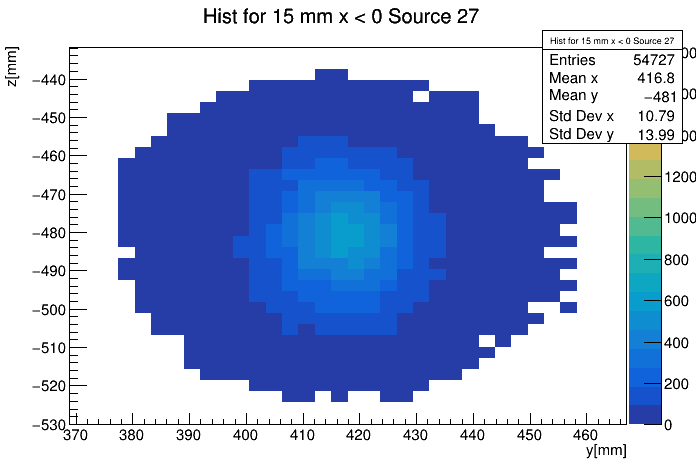 Hist for 15 mm x < 0 Source 27
z[mm]
Hist for 15 mm x < 0 Source 27
Entries 54727
Mean x 416.8
Mean y −481
Std Dev x 10.79
Std Dev y 13.99
−440
−450
−460
−470
−480
−490
−500
−510
−520
−530
1200
1000
800
600
400
200
0
370 380 390 400 410 420 430 440 450 460
y[mm]